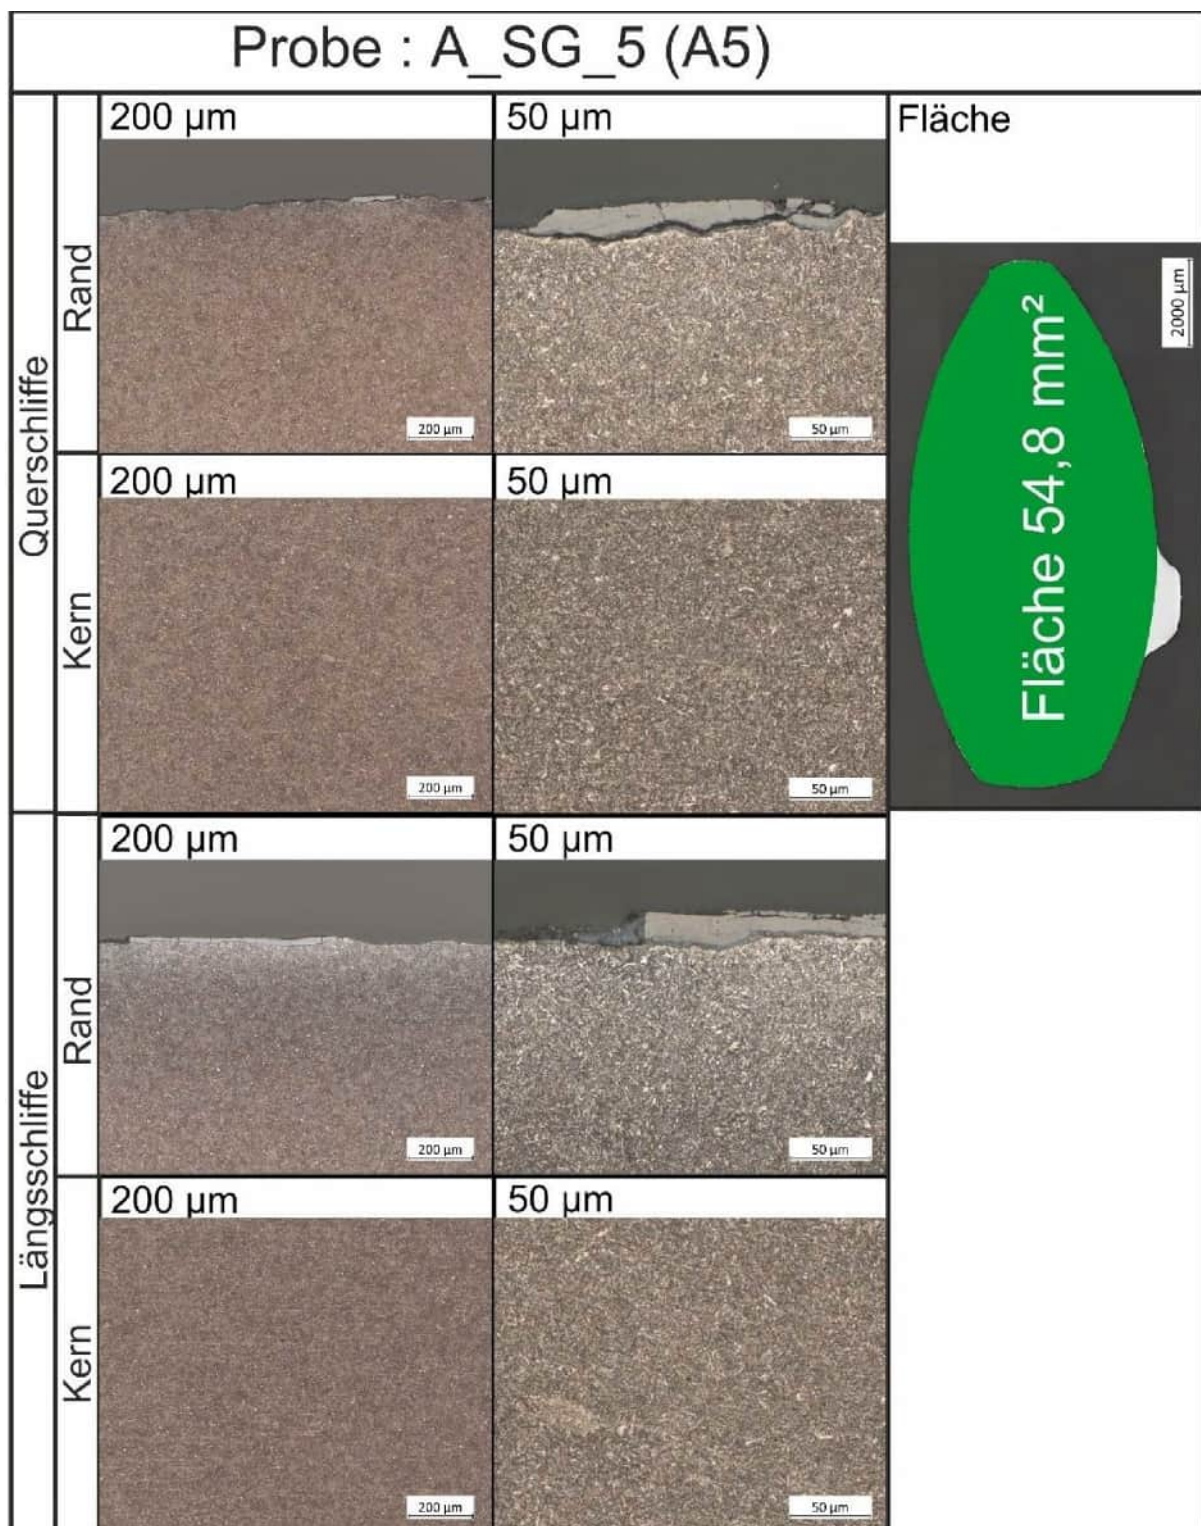 Probe : A_SG_5 (A5)
Querschliffe
Rand
200 µm
200 µm
50 µm
50 µm
Fläche
2000 µm
Fläche 54,8 mm²
Kern
200 µm
200 µm
50 µm
50 µm
Längsschliffe
Rand
200 µm
200 µm
50 µm
50 µm
Kern
200 µm
200 µm
50 µm
50 µm